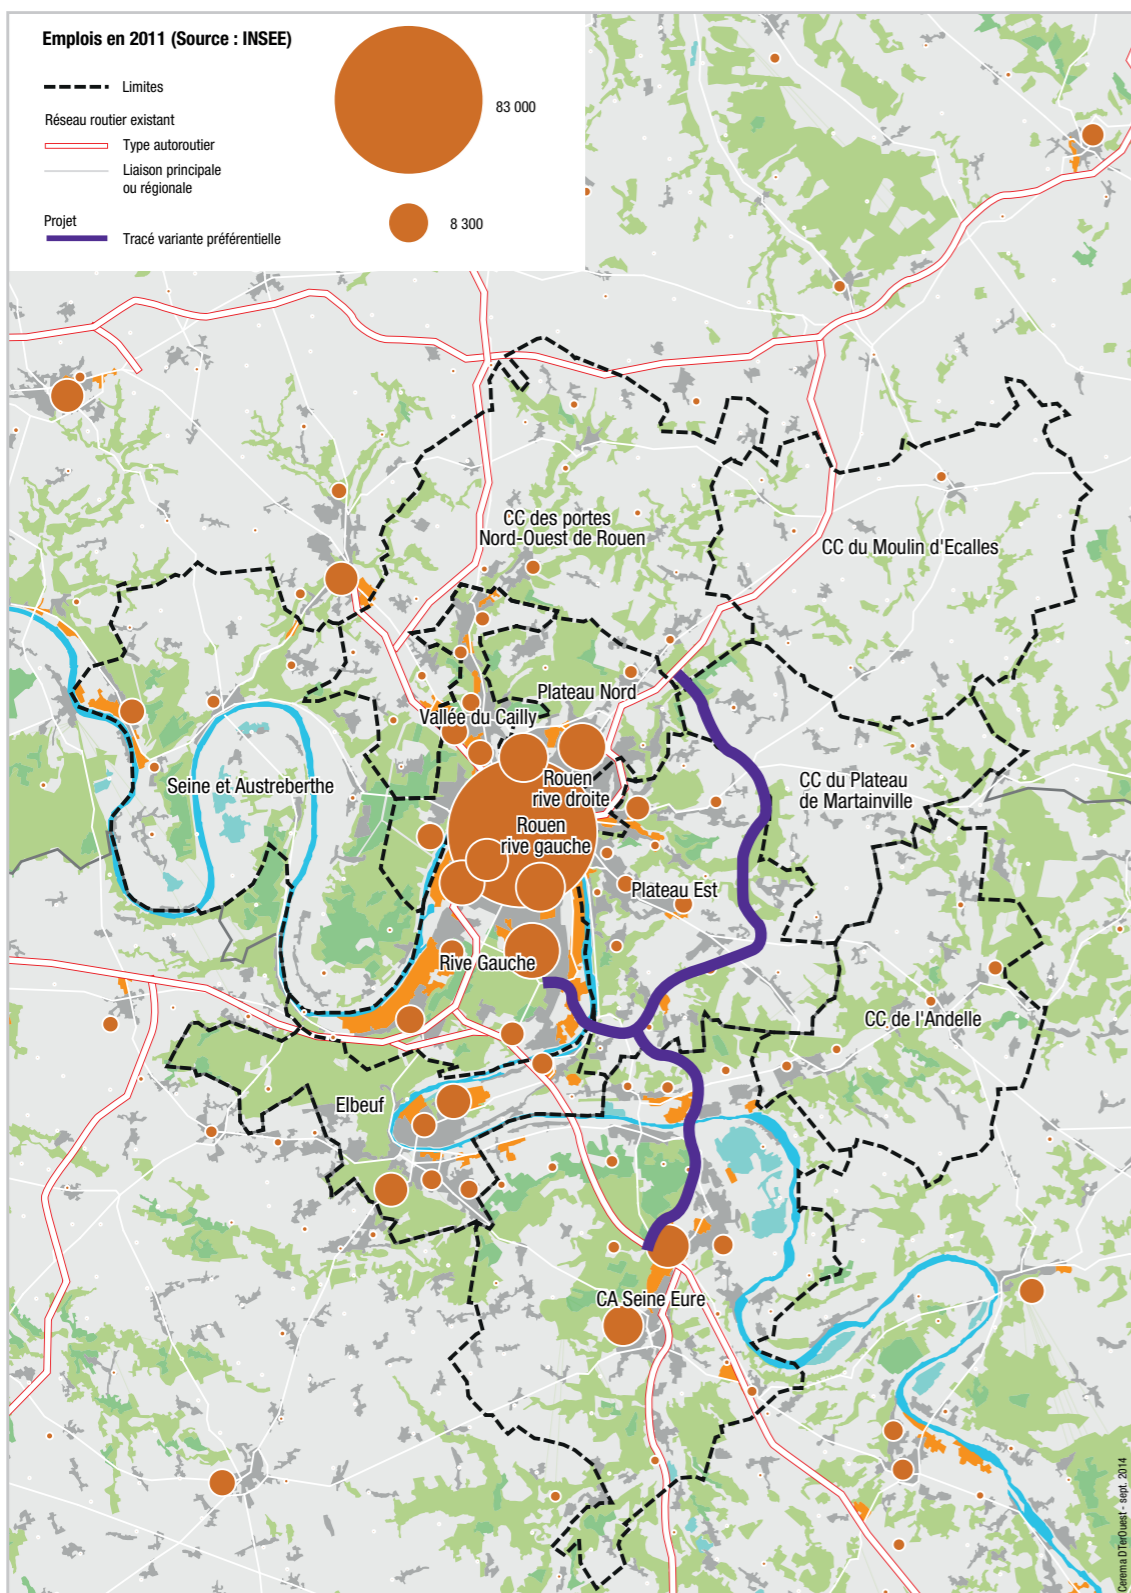 Emplois en 2011 (Source : INSEE)
Limites
Réseau routier existant
Type autoroutier
Liaison principale
ou régionale
Projet
Tracé variante préférentielle
83 000
8 300
CC des portes
Nord-Ouest de Rouen
CC du Moulin d'Ecalles
Plateau Nord
Vallée du Cailly
Seine et Austreberthe
Rouen
rive droite
CC du Plateau
de Martainville
Rouen
rive gauche
Plateau Est
Rive Gauche
CC de l'Andelle
Elbeuf
CA Seine Eure
Cerema DTerOuest - sept. 2014